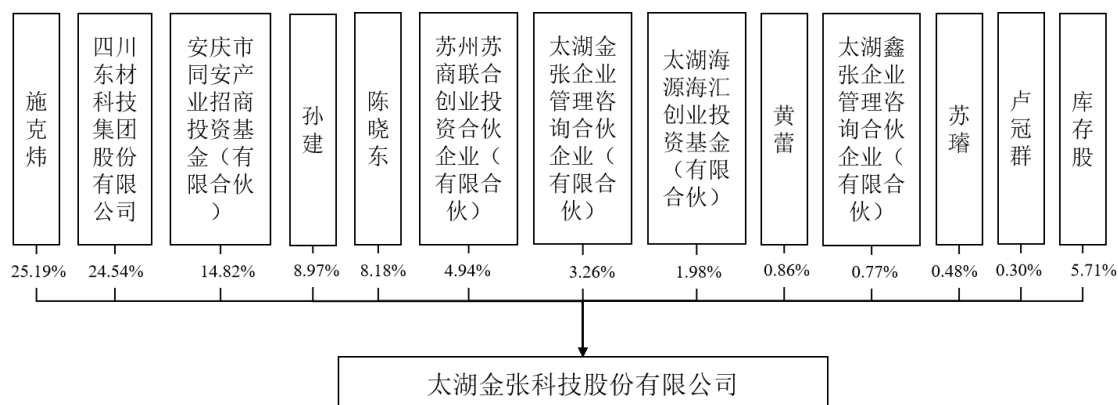 施
克
炜
四川
东材
科技
集团
股份
有限
公司
安庆市
同安产
业招商
投资基
金（有
限合伙
）
孙
建
陈
晓
东
苏州苏
商联合
创业投
资合伙
企业（
有限合
伙）
太湖金
张企业
管理咨
询合伙
企业（
有限合
伙）
太湖海
源海汇
创业投
资基金
（有限
合伙）
黄
蕾
太湖鑫
张企业
管理咨
询合伙
企业（
有限合
伙）
苏
璿
卢
冠
群
库
存
股
25.19%
24.54%
14.82%
8.97%
8.18%
4.94%
3.26%
1.98%
0.86%
0.77%
0.48%
0.30%
5.71%
太湖金张科技股份有限公司